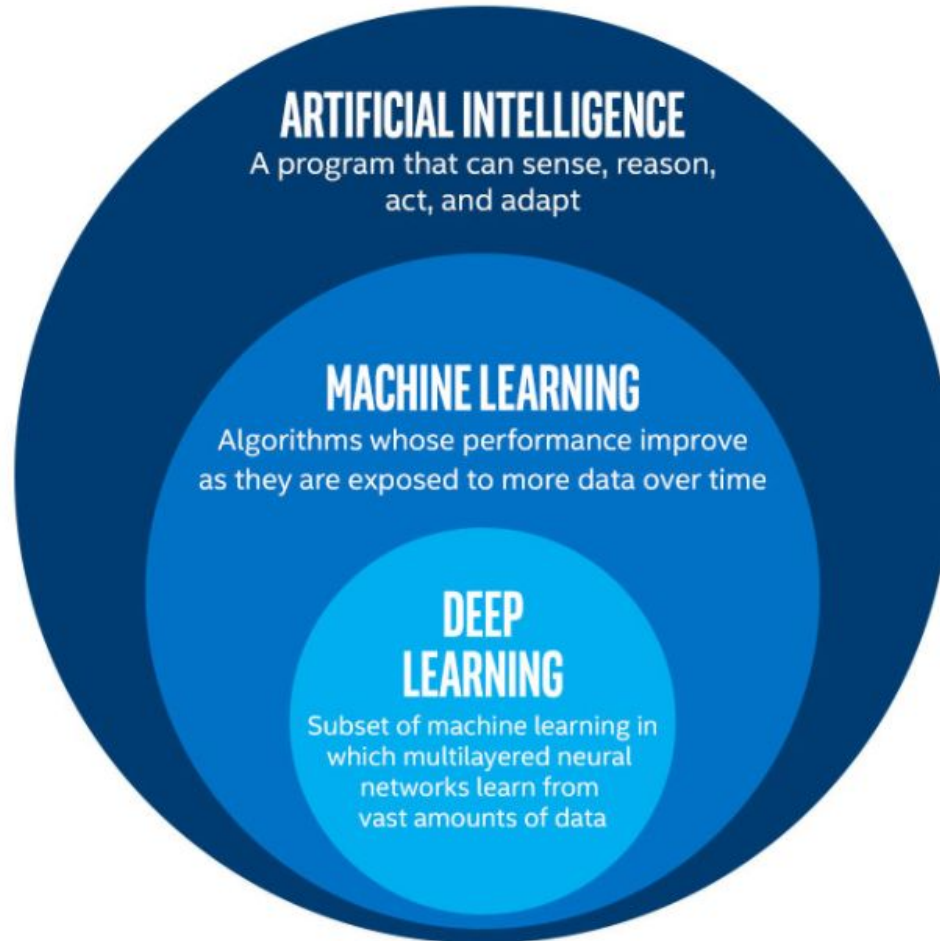 ARTIFICIAL INTELLIGENCE
A program that can sense, reason,
act, and adapt
MACHINE LEARNING
Algorithms whose performance improve
as they are exposed to more data over time
DEEP
LEARNING
Subset of machine learning in
which multilayered neural
networks learn from
vast amounts of data